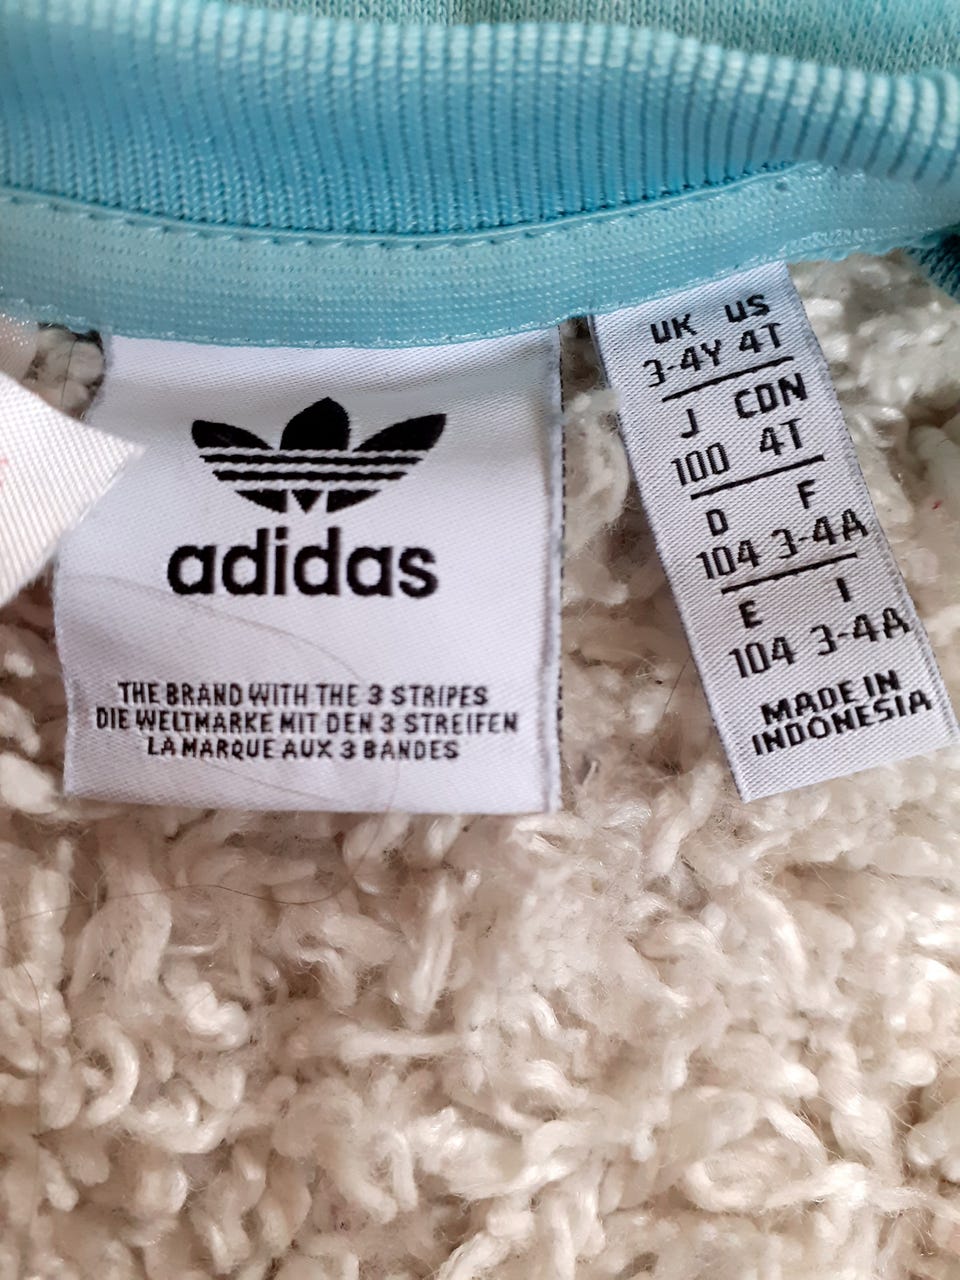 adidas
THE BRAND WITH THE 3 STRIPES
DIE WELTMARKE MIT DEN 3 STREIFEN
LA MARQUE AUX 3 BANDES
UK US
3-4Y 4T
J CDN
100 4T
D F
104 3-4A
E I
104 3-4A
MADE IN
INDONESIA